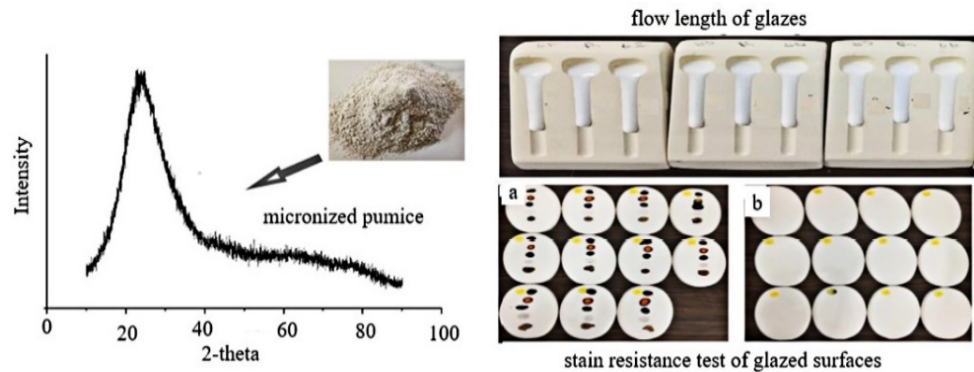 flow length of glazes
Intensity
micronized pumice
0 20 40 60 80 100
2-theta
a
b
stain resistance test of glazed surfaces